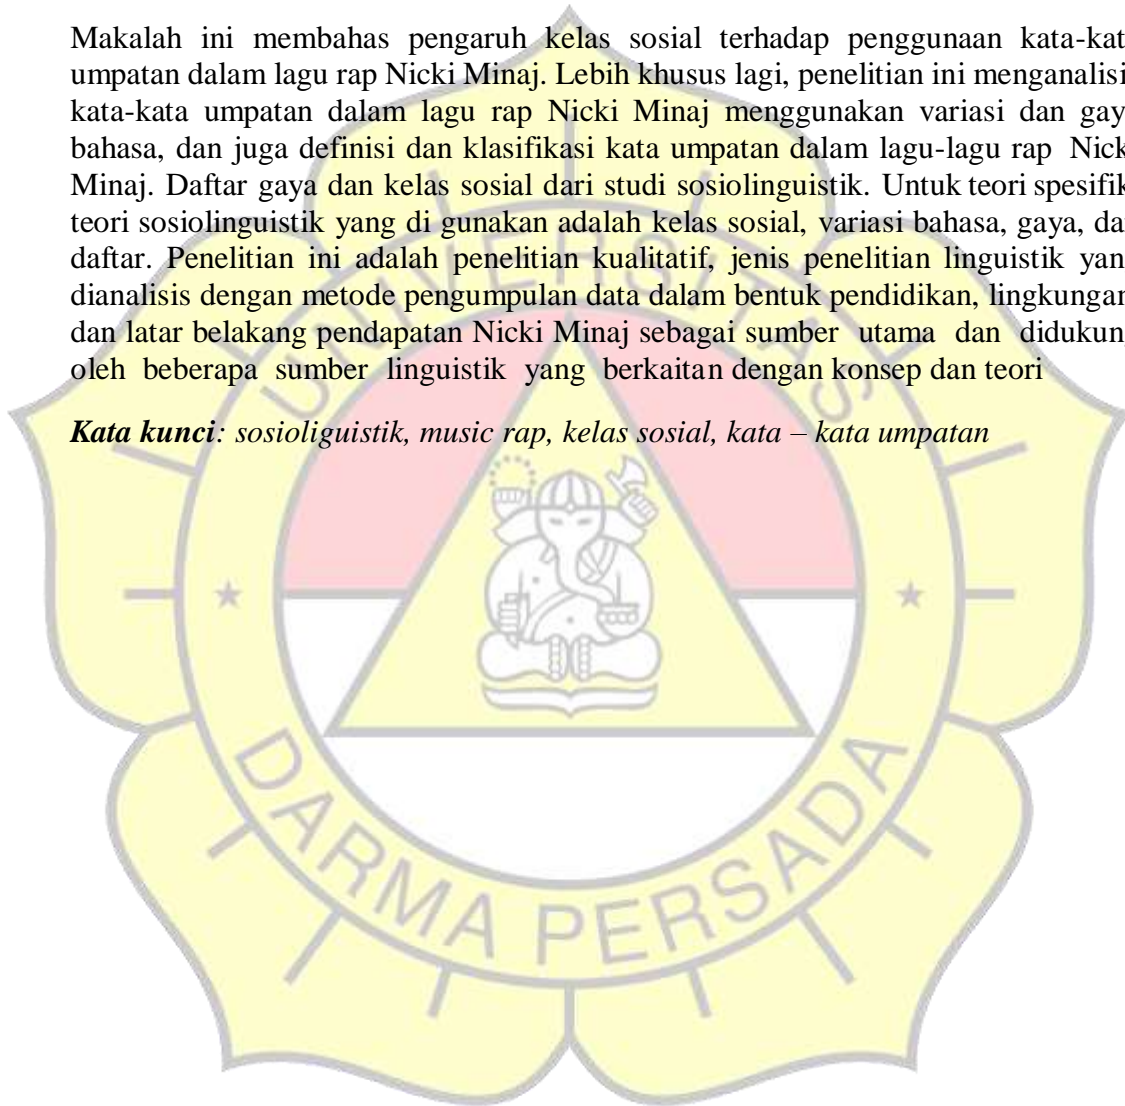 Makalah ini membahas pengaruh kelas sosial terhadap penggunaan kata-kat
umpatan dalam lagu rap Nicki Minaj. Lebih khusus lagi, penelitian ini menganalisi
kata-kata umpatan dalam lagu rap Nicki Minaj menggunakan variasi dan gay
bahasa, dan juga definisi dan klasifikasi kata umpatan dalam lagu-lagu rap Nick
Minaj. Daftar gaya dan kelas sosial dari studi sosiolinguistik. Untuk teori spesifik
teori sosiolinguistik yang di gunakan adalah kelas sosial, variasi bahasa, gaya, da
daftar. Penelitian ini adalah penelitian kualitatif, jenis penelitian linguistik yan
dianalisis dengan metode pengumpulan data dalam bentuk pendidikan, lingkungan
dan latar belakang pendapatan Nicki Minaj sebagai sumber utama dan didukun
oleh beberapa sumber linguistik yang berkaitan dengan konsep dan teori
Kata kunci: sosioliguistik, music rap, kelas sosial, kata – kata umpatan
UNIVERSITAS
DARMA PERSADA